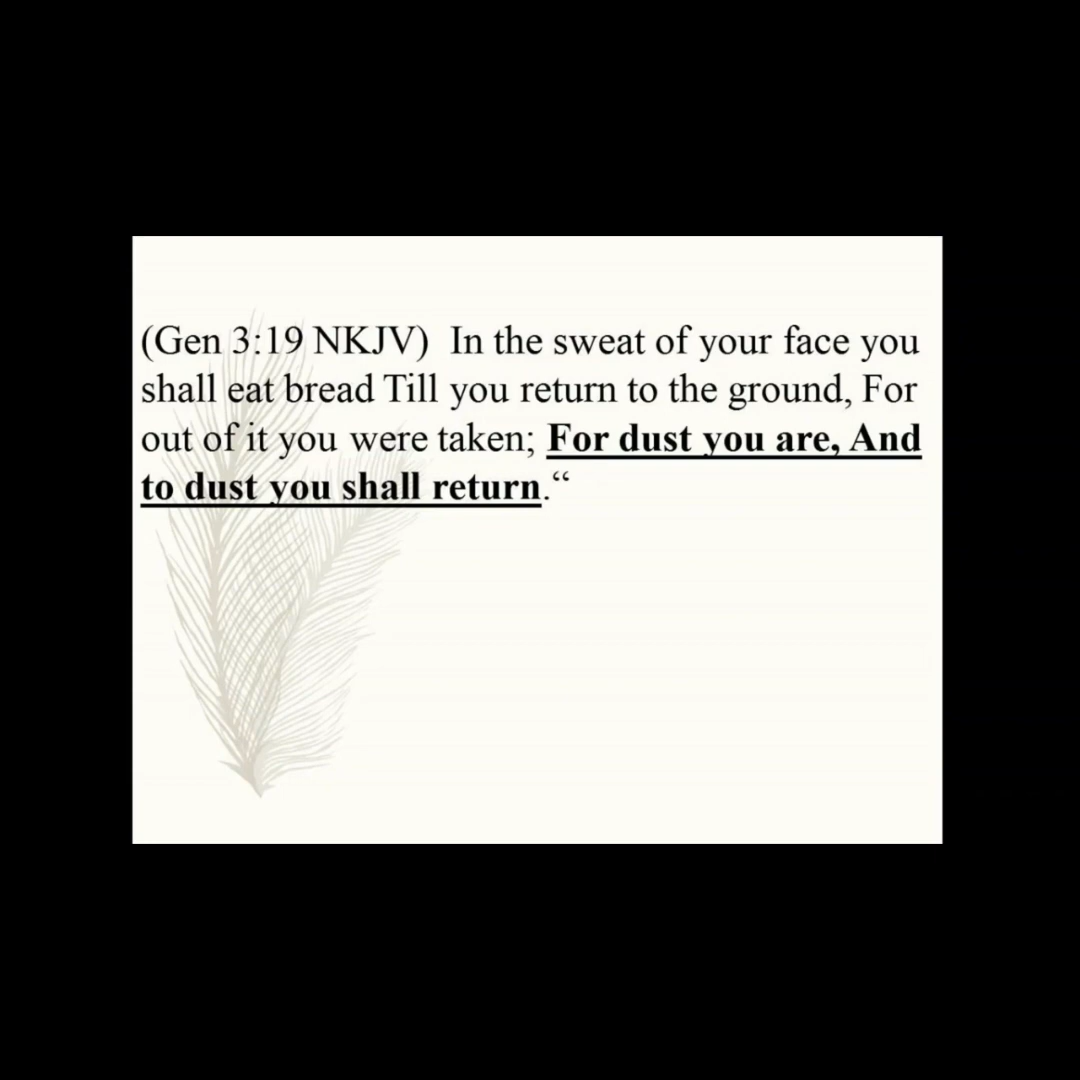 (Gen 3:19 NKJV)  In the sweat of your face you
shall eat bread Till you return to the ground, For
out of it you were taken; For dust you are, And
to dust you shall return.“